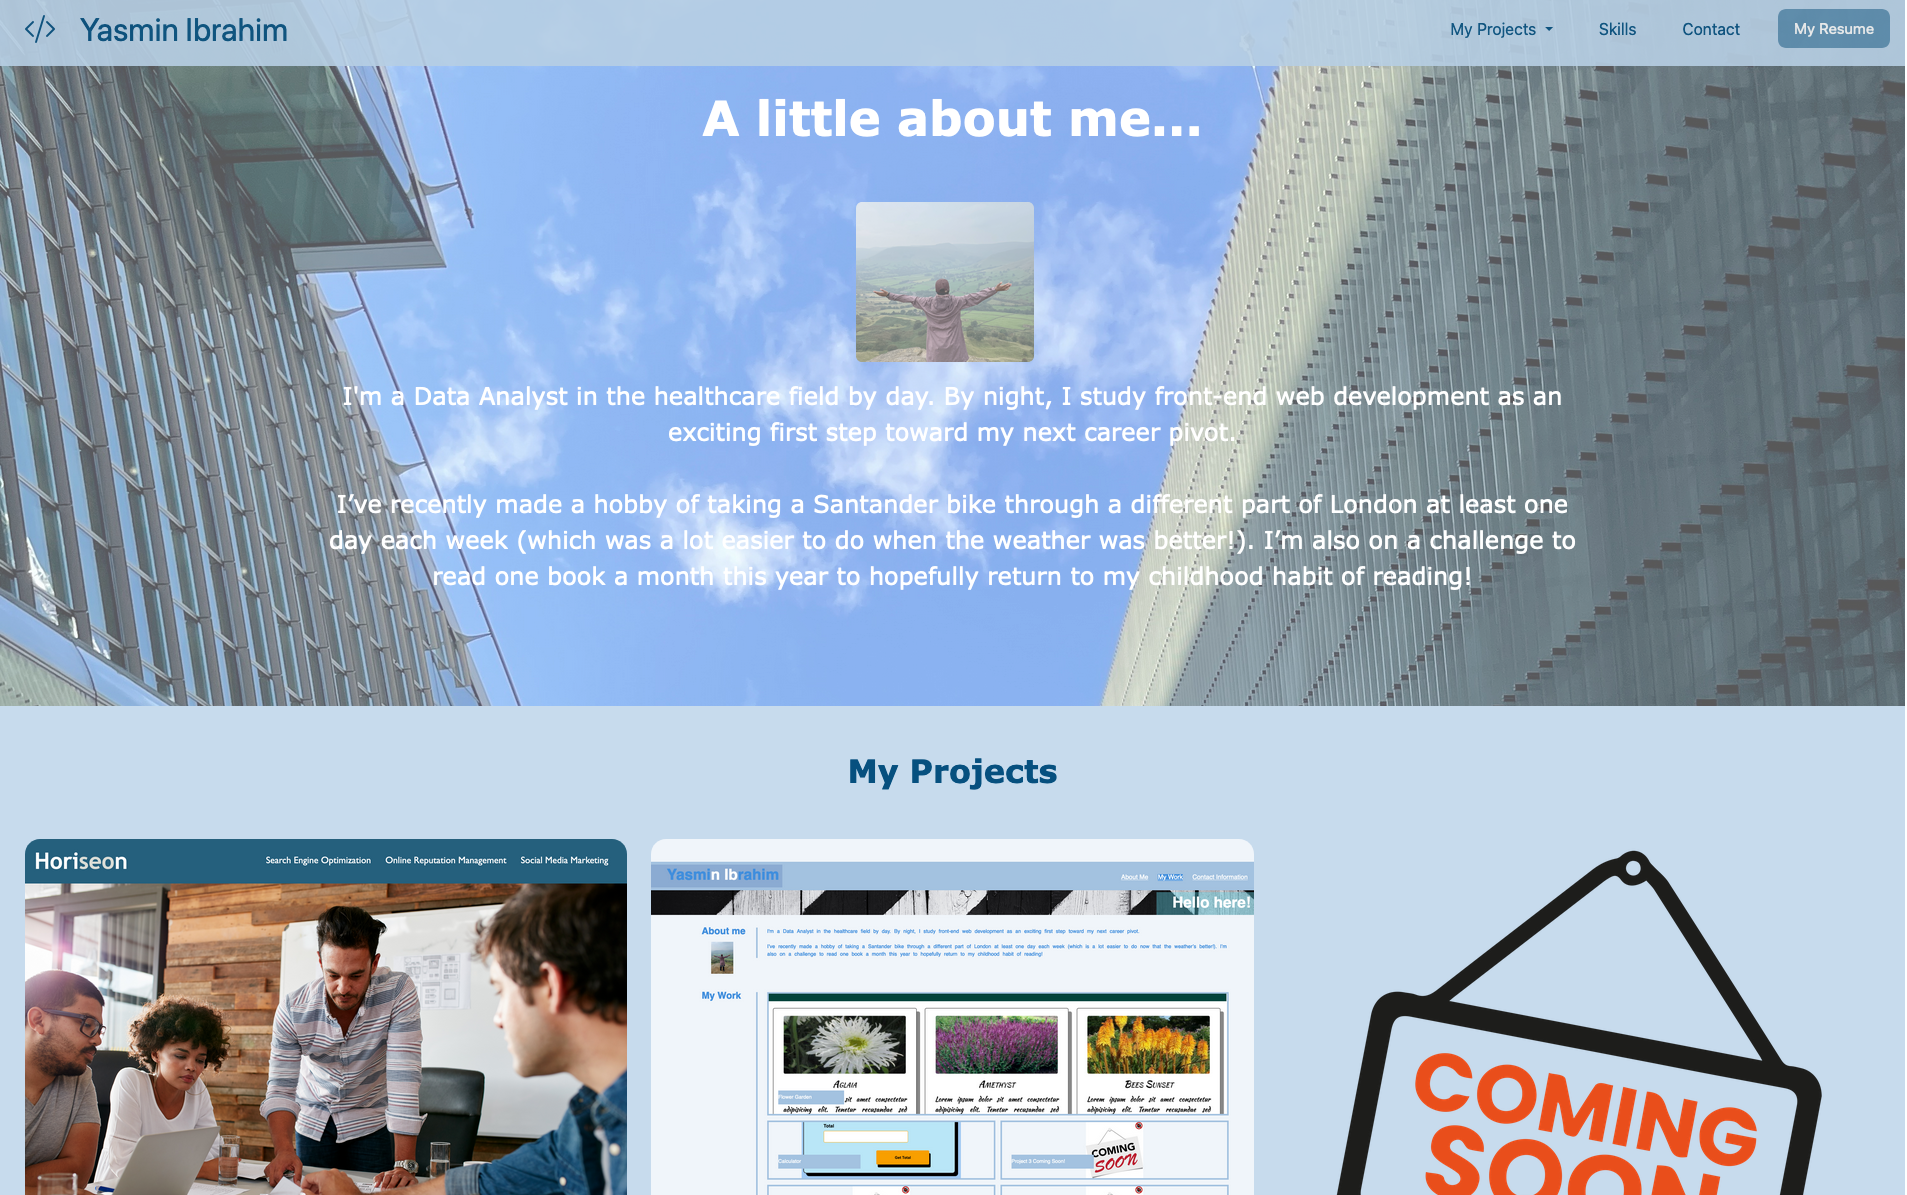 </> Yasmin Ibrahim
My Projects
Skills
Contact
My Resume
A little about me...
I'm a Data Analyst in the healthcare field by day. By night, I study front-end web development as an
exciting first step toward my next career pivot.
I’ve recently made a hobby of taking a Santander bike through a different part of London at least one
day each week (which was a lot easier to do when the weather was better!). I’m also on a challenge to
read one book a month this year to hopefully return to my childhood habit of reading!
My Projects
Horiseon
Search Engine Optimization
Online Reputation Management
Social Media Marketing
Yasmin Ibrahim
About Me
My Work
Contact Information
Hello here!
About me
I'm a Data Analyst in the healthcare field by day. By night, I study front-end web development as an exciting first step toward my next career pivot.
I've recently made a hobby of taking a Santander bike through a different part of London at least one day each week (which is a lot easier to do now that the weather's better!). I'm
also on a challenge to read one book a month this year to hopefully return to my childhood habit of reading!
My Work
Aglaia
Amethyst
Bees Sunset
Flower Garden
sit amet consectetur
adipisicing elit. Tenetur recusandae sed
Lorem ipsum dolor sit amet consectetur
adipisicing elit. Tenetur recusandae sed
Lorem ipsum dolor sit amet consectetur
adipisicing elit. Tenetur recusandae sed
Total
Get Total
Calculator
COMING
SOON
Project 3 Coming Soon!
COMING
SOON